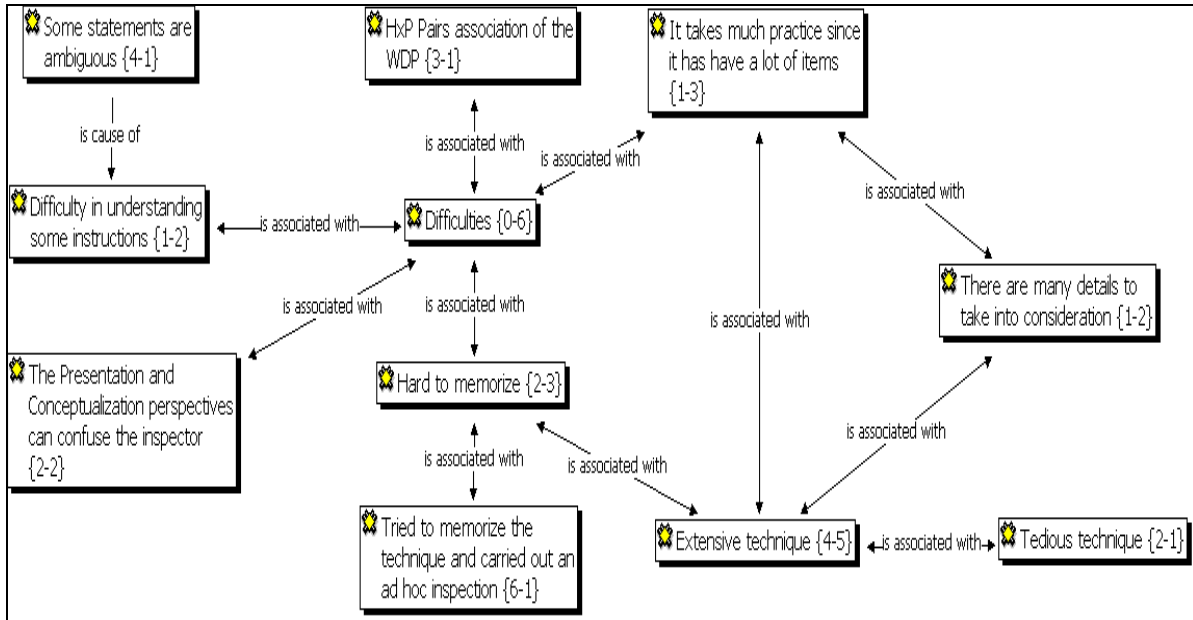 Some statements are
ambiguous {4-1}
HxP Pairs association of the
WDP {3-1}
It takes much practice since
it has have a lot of items
{1-3}
is cause of
is associated with
is associated with
is associated with
Difficulty in understanding
some instructions {1-2}
is associated with
Difficulties {0-6}
is associated with
is associated with
is associated with
There are many details to
take into consideration {1-2}
The Presentation and
Conceptualization perspectives
can confuse the inspector
{2-2}
Hard to memorize {2-3}
is associated with
is associated with
is associated with
Tried to memorize the
technique and carried out an
ad hoc inspection {6-1}
Extensive technique {4-5}
is associated with
Tedious technique {2-1}